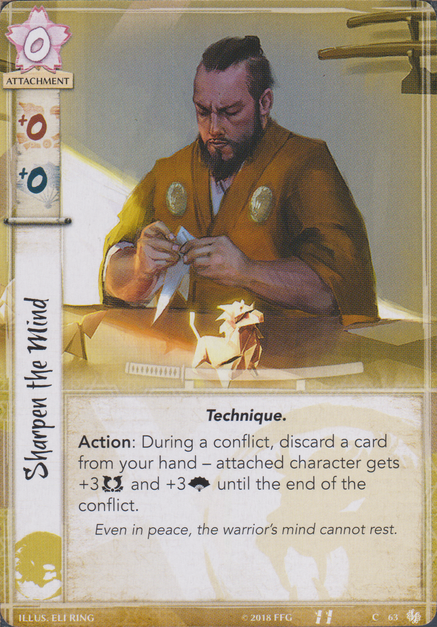 0
ATTACHMENT
+0
+0
Sharpen the Mind
Technique.
Action: During a conflict, discard a card
from your hand – attached character gets
+3 and +3 until the end of the
conflict.
Even in peace, the warrior's mind cannot rest.
ILLUS. ELI RING © 2018 FFG 11 C 63